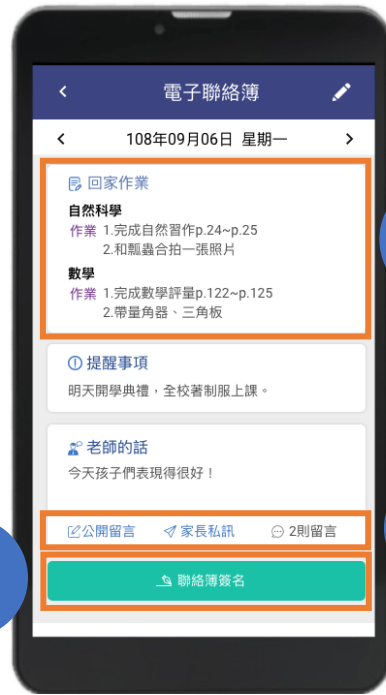 電子聯絡簿
108年09月06日 星期一
回家作業
自然科學
作業 1.完成自然習作p.24~p.25
2.和瓢蟲合拍一張照片
數學
作業 1.完成數學評量p.122~p.125
2.帶量角器、三角板
提醒事項
明天開學典禮，全校著制服上課。
老師的話
今天孩子們表現得很好！
公開留言 家長私訊 2則留言
聯絡簿簽名